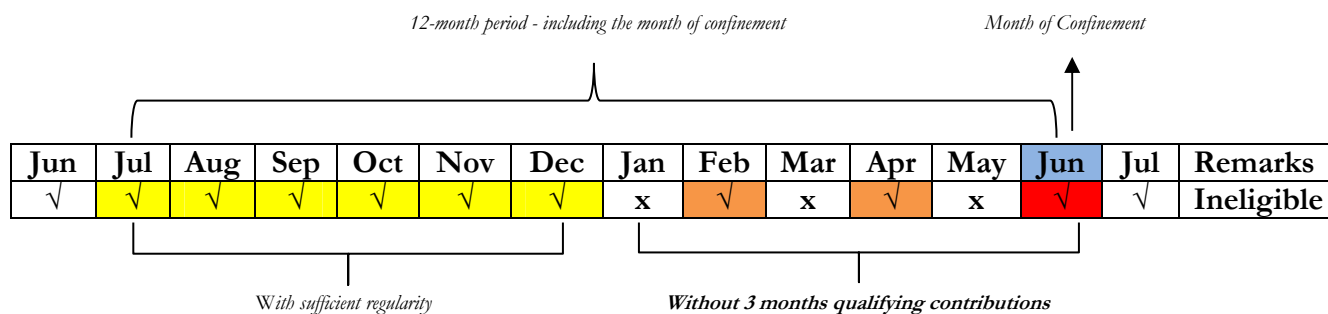 12-month period - including the month of confinement Month of Confinement
Jun Jul Aug Sep Oct Nov Dec Jan Feb Mar Apr May Jun Jul Remarks
√ √ √ √ √ √ √ x √ x √ x √ √ Ineligible
With sufficient regularity Without 3 months qualifying contributions